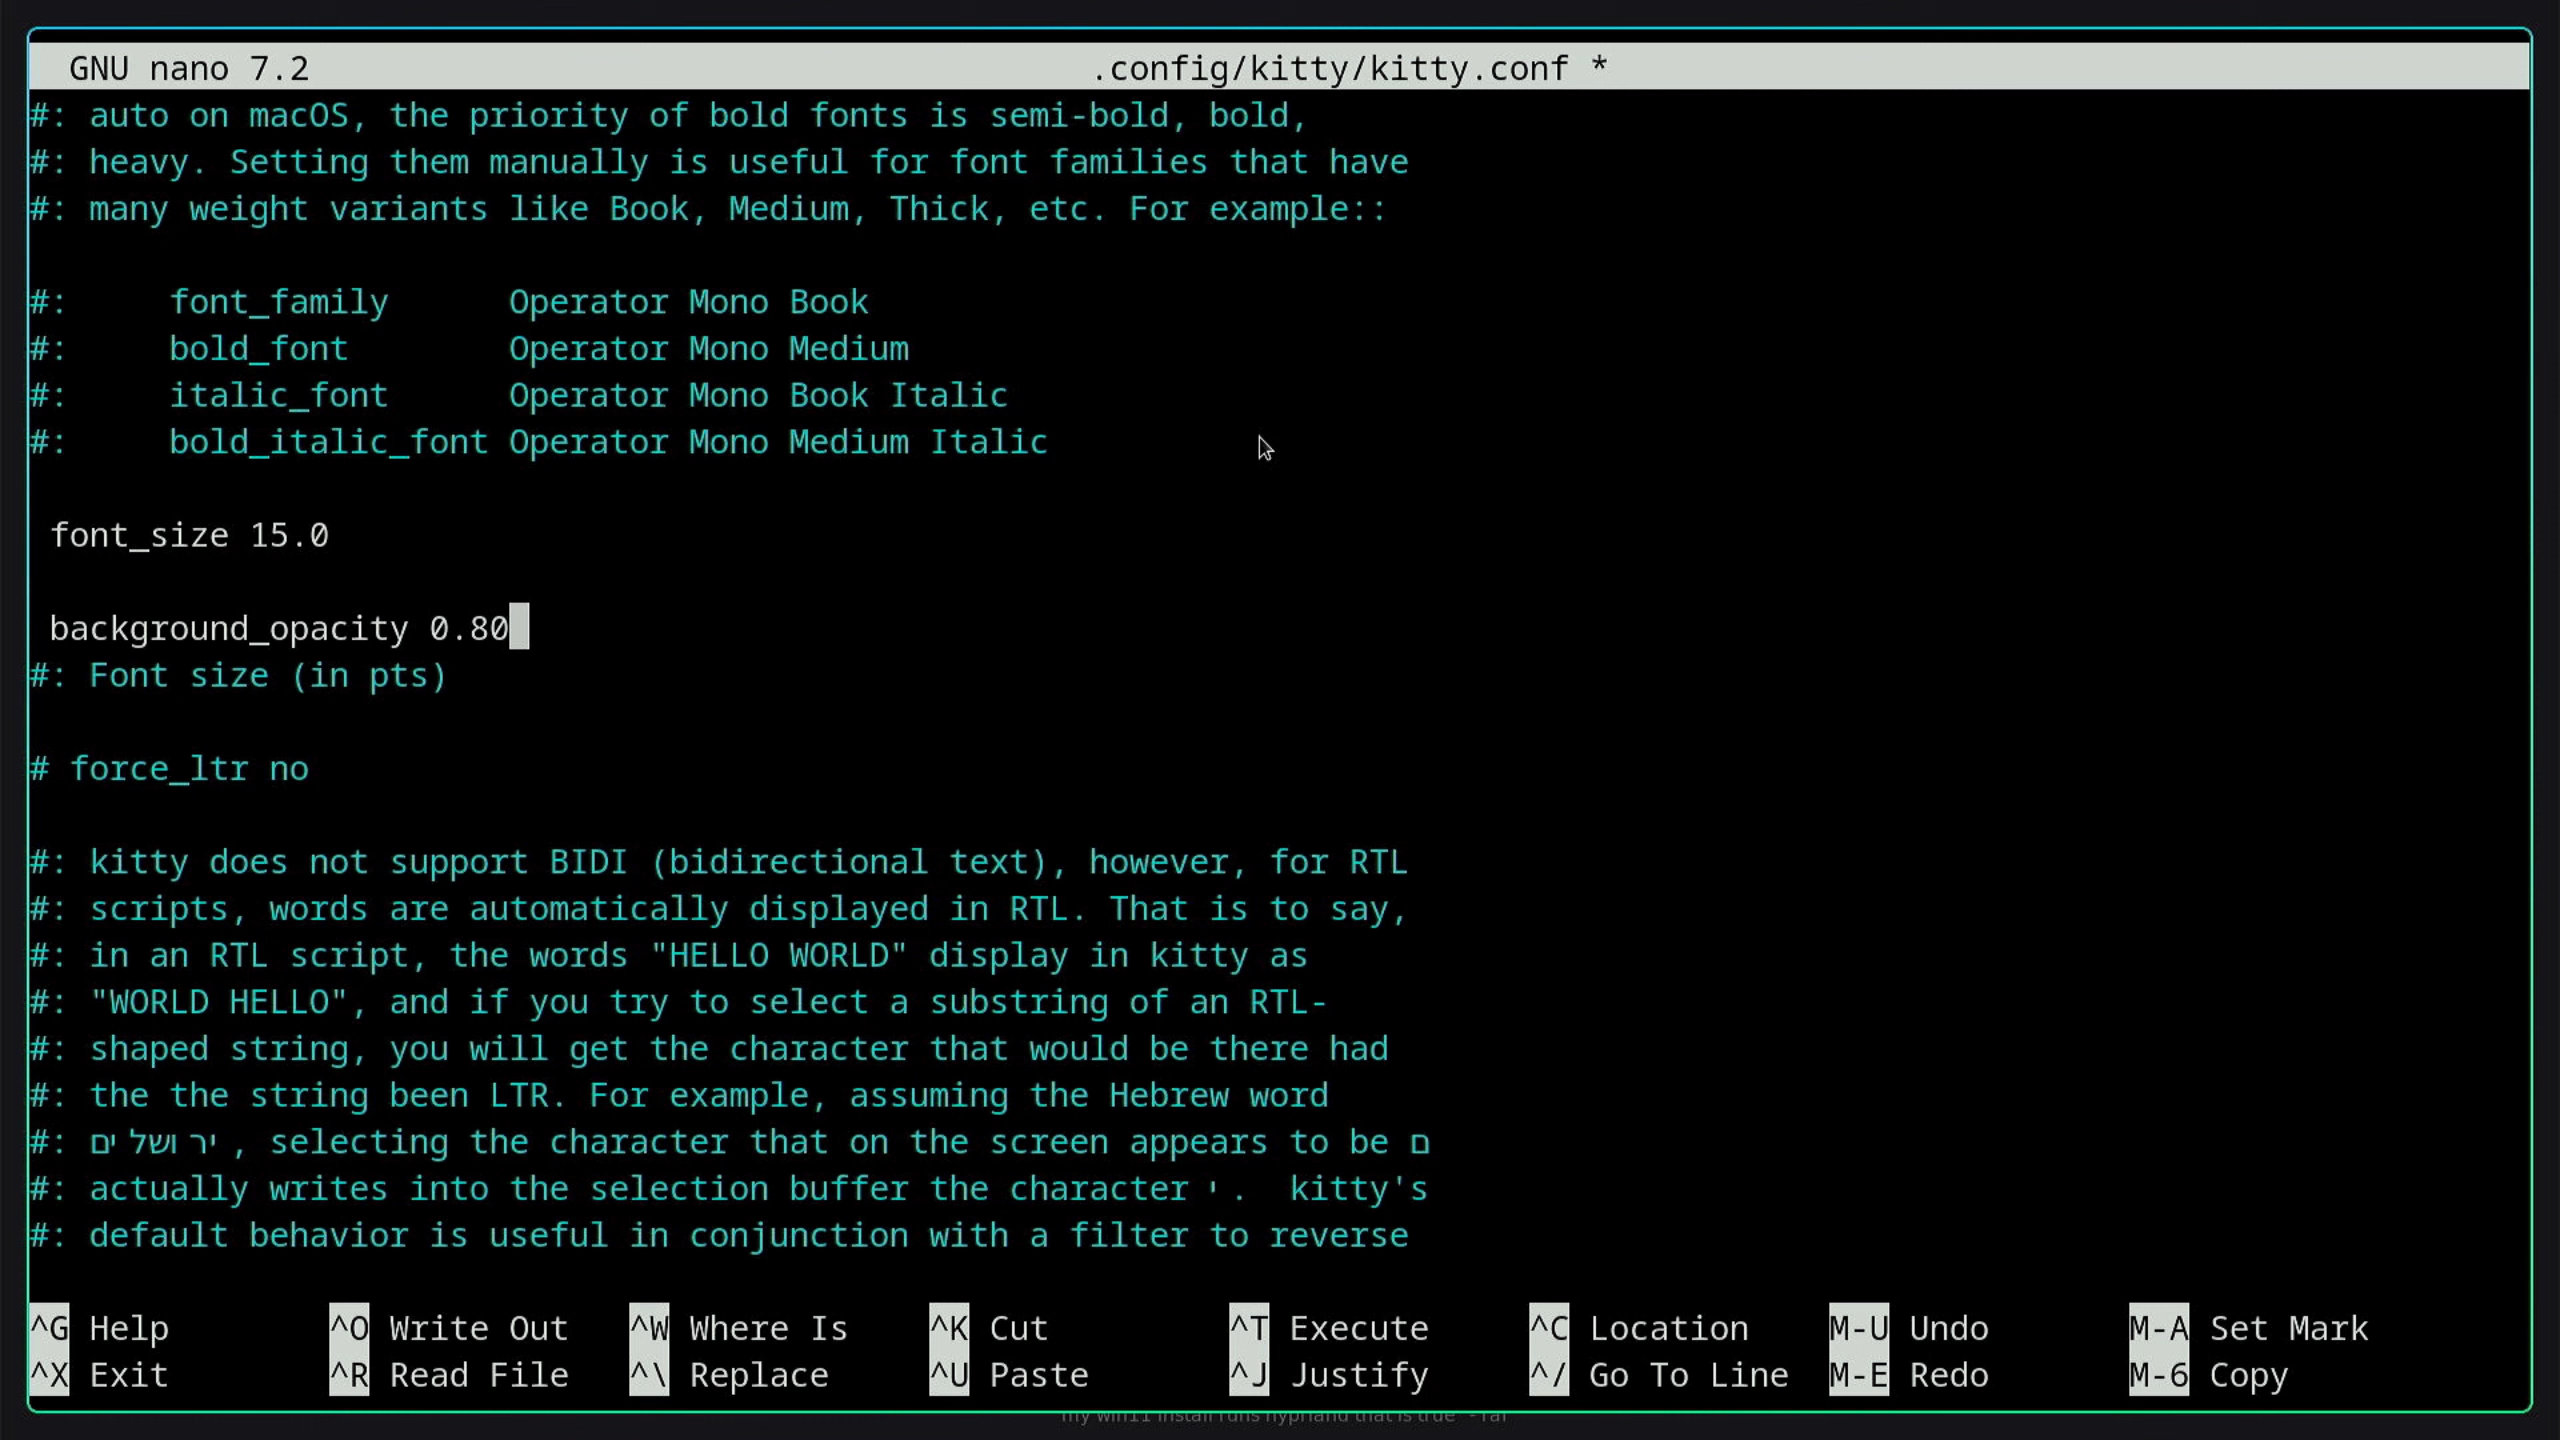 GNU nano 7.2 .config/kitty/kitty.conf *
#: auto on macOS, the priority of bold fonts is semi-bold, bold,
#: heavy. Setting them manually is useful for font families that have
#: many weight variants like Book, Medium, Thick, etc. For example::
#: font_family Operator Mono Book
#: bold_font Operator Mono Medium
#: italic_font Operator Mono Book Italic
#: bold_italic_font Operator Mono Medium Italic
font_size 15.0
background_opacity 0.80
#: Font size (in pts)
# force_ltr no
#: kitty does not support BIDI (bidirectional text), however, for RTL
#: scripts, words are automatically displayed in RTL. That is to say,
#: in an RTL script, the words "HELLO WORLD" display in kitty as
#: "WORLD HELLO", and if you try to select a substring of an RTL-
#: shaped string, you will get the character that would be there had
#: the the string been LTR. For example, assuming the Hebrew word
#: ירושלים, selecting the character that on the screen appears to be ם
#: actually writes into the selection buffer the character י. kitty's
#: default behavior is useful in conjunction with a filter to reverse
^G Help ^O Write Out ^W Where Is ^K Cut ^T Execute ^C Location M-U Undo M-A Set Mark
^X Exit ^R Read File ^\ Replace ^U Paste ^J Justify ^/ Go To Line M-E Redo M-6 Copy